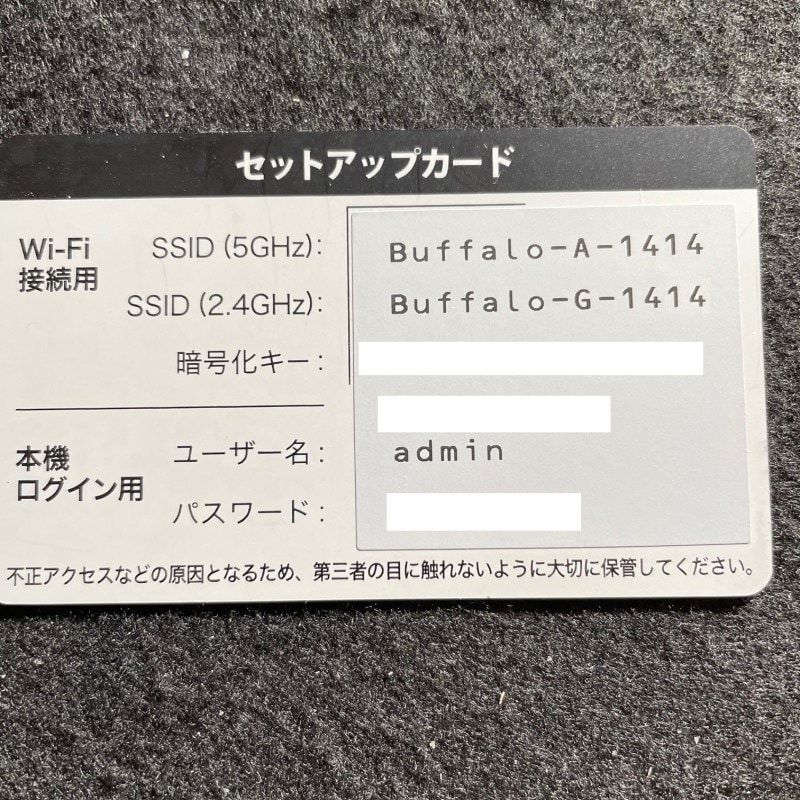 セットアップカード
Wi-Fi 接続用
SSID (5GHz): Buffalo-A-1414
SSID (2.4GHz): Buffalo-G-1414
暗号化キー:
本機 ログイン用
ユーザー名: admin
パスワード:
不正アクセスなどの原因となるため、第三者の目に触れないように大切に保管してください。